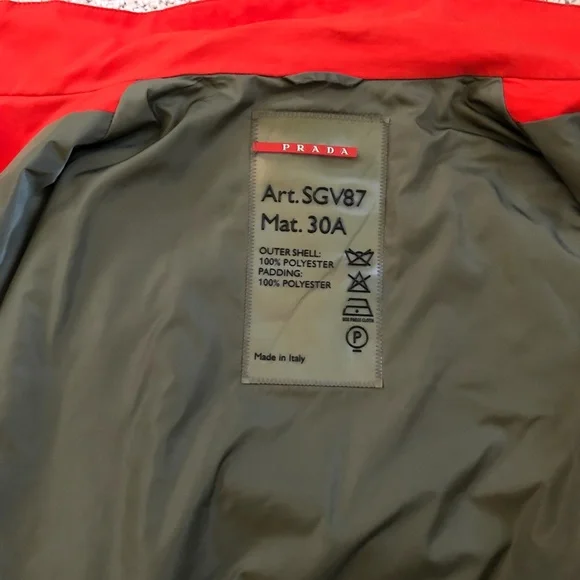 PRADA
Art. SGV87
Mat. 30A
OUTER SHELL:
100% POLYESTER
PADDING:
100% POLYESTER
P
Made in Italy